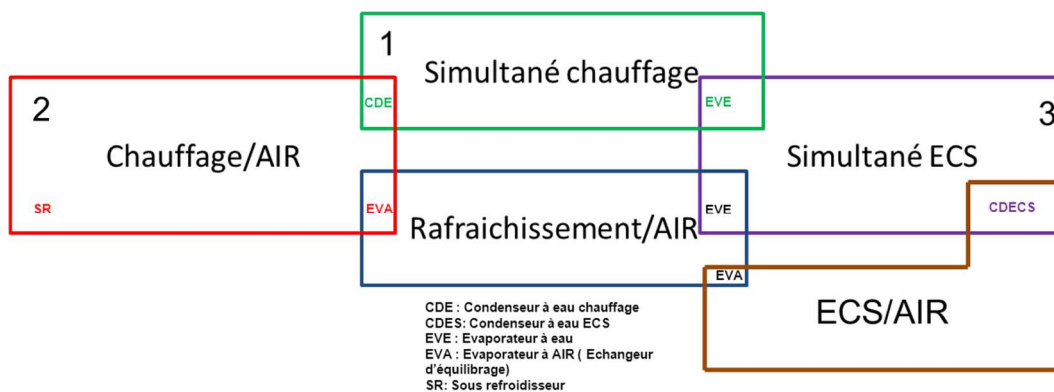 1
Simultané chauffage
CDE
EVE
2
Chauffage/AIR
SR
EVA
3
Simultané ECS
EVE
CDECS
Rafraichissement/AIR
EVA
ECS/AIR
CDE : Condenseur à eau chauffage
CDES: Condenseur à eau ECS
EVE : Evaporateur à eau
EVA : Evaporateur à AIR ( Echangeur
d'équilibrage)
SR: Sous refroidisseur